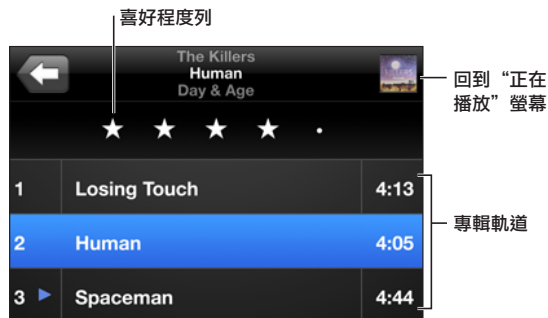 喜好程度列
The Killers
Human
Day & Age
回到“正在
播放”螢幕
1 Losing Touch 4:13
2 Human 4:05
專輯軌道
3 Spaceman 4:44